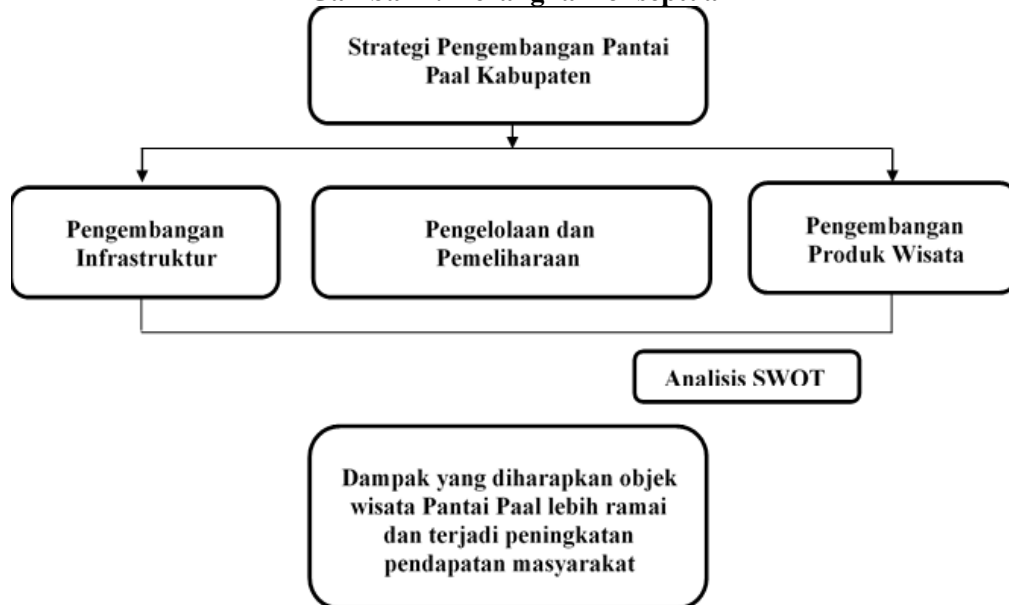 Strategi Pengembangan Pantai
Paal Kabupaten
Pengembangan
Infrastruktur
Pengelolaan dan
Pemeliharaan
Pengembangan
Produk Wisata
Analisis SWOT
Dampak yang diharapkan objek
wisata Pantai Paal lebih ramai
dan terjadi peningkatan
pendapatan masyarakat